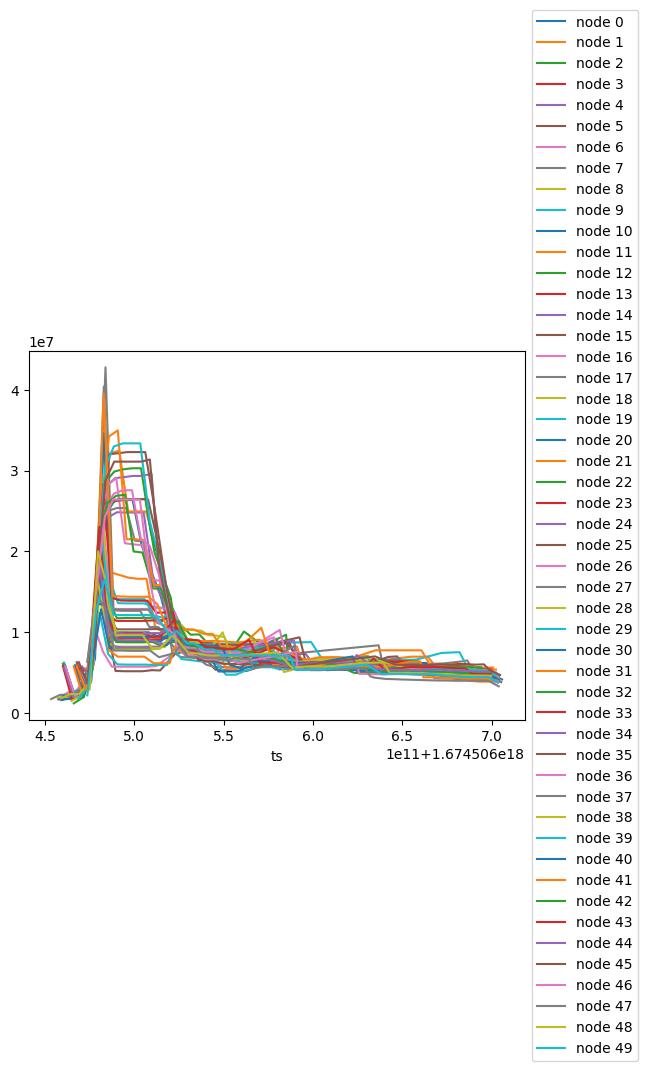 node 0
node 1
node 2
node 3
node 4
node 5
node 6
node 7
node 8
node 9
node 10
node 11
node 12
node 13
node 14
node 15
node 16
node 17
node 18
node 19
node 20
node 21
node 22
node 23
node 24
node 25
node 26
node 27
node 28
node 29
node 30
node 31
node 32
node 33
node 34
node 35
node 36
node 37
node 38
node 39
node 40
node 41
node 42
node 43
node 44
node 45
node 46
node 47
node 48
node 49
1e7
4
3
2
1
0
4.5 5.0 5.5 6.0 6.5 7.0
ts
1e11+1.674506e18